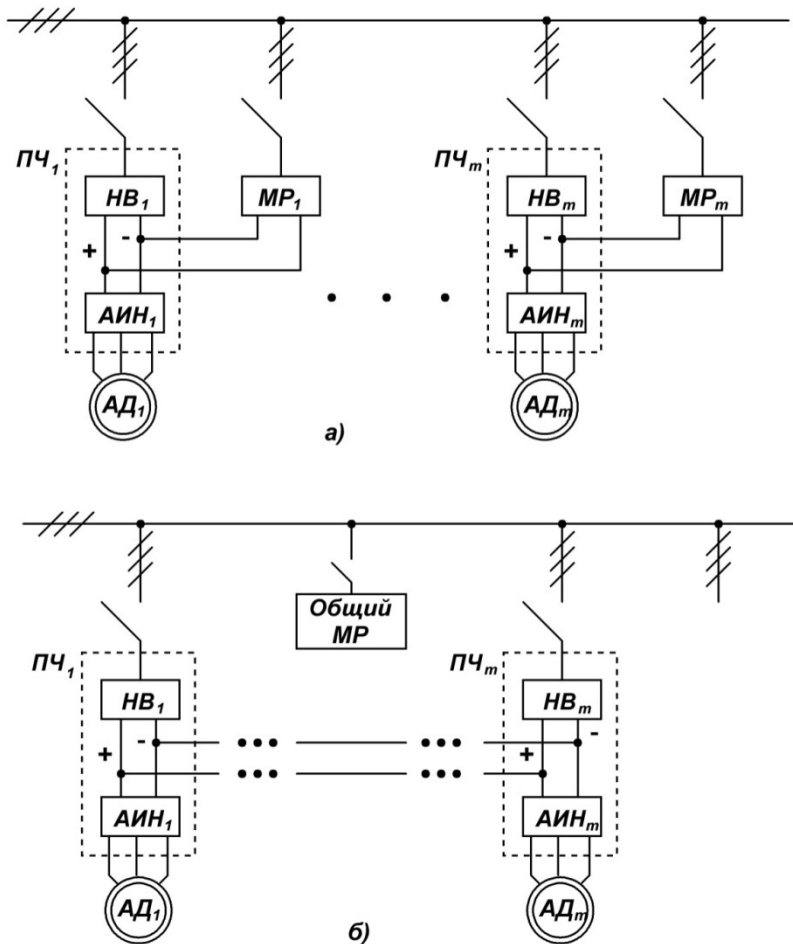 ПЧ₁
НВ₁
МР₁
ПЧₘ
НВₘ
МРₘ
+
-
+
-
АИН₁
АИНₘ
АД₁
АДₘ
а)
Общий
МР
ПЧ₁
НВ₁
ПЧₘ
НВₘ
+
-
+
-
АИН₁
АИНₘ
АД₁
АДₘ
б)